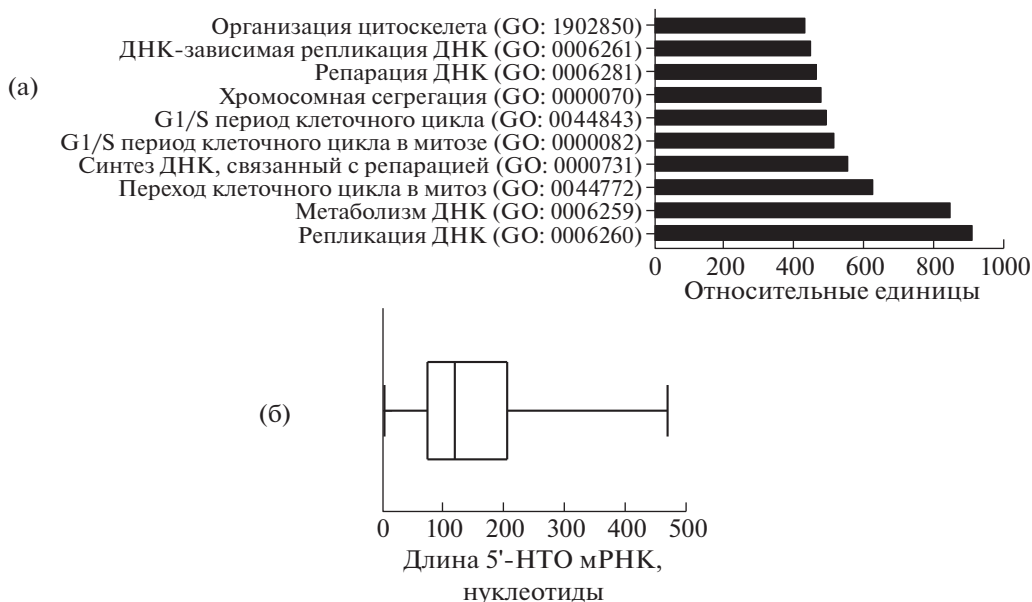 (а)
Организация цитоскелета (GO: 1902850)
ДНК-зависимая репликация ДНК (GO: 0006261)
Репарация ДНК (GO: 0006281)
Хромосомная сегрегация (GO: 0000070)
G1/S период клеточного цикла (GO: 0044843)
G1/S период клеточного цикла в митозе (GO: 0000082)
Синтез ДНК, связанный с репарацией (GO: 0000731)
Переход клеточного цикла в митоз (GO: 0044772)
Метаболизм ДНК (GO: 0006259)
Репликация ДНК (GO: 0006260)
0 200 400 600 800 1000
Относительные единицы
(б)
0 100 200 300 400 500
Длина 5'-НТО мРНК,
нуклеотиды